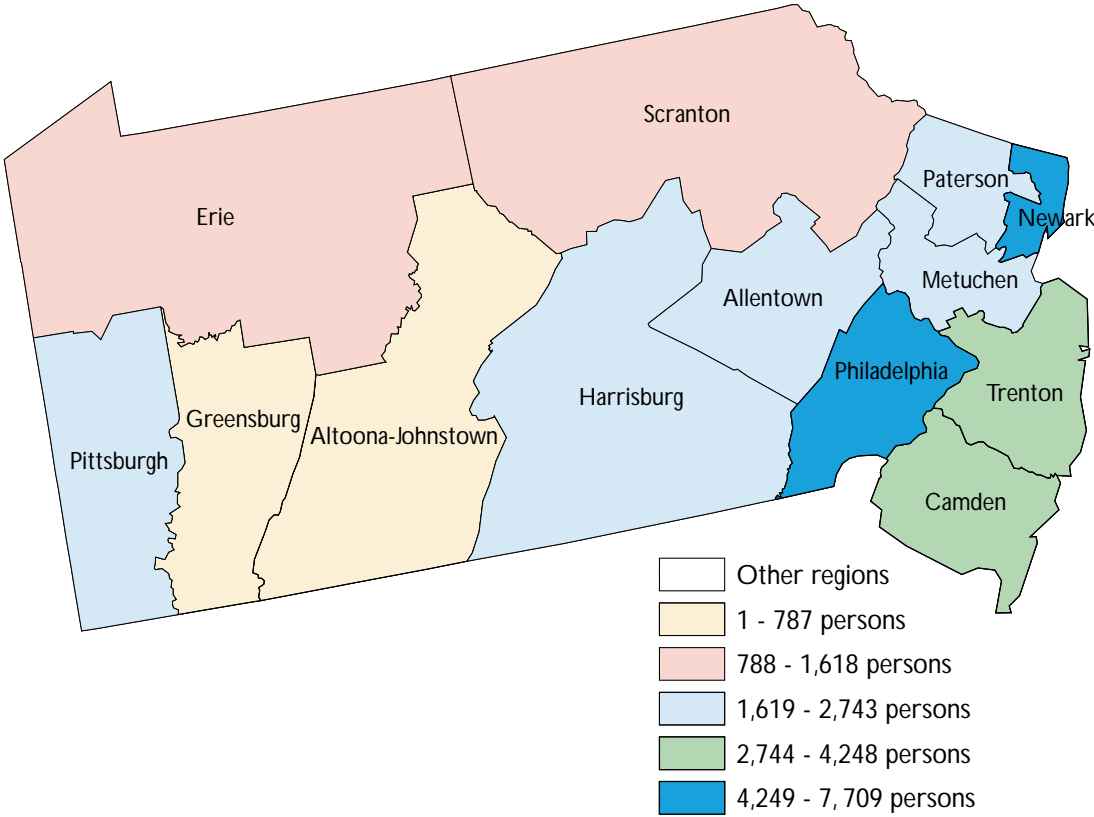 Scranton
Paterson
Erie
Newark
Metuchen
Allentown
Philadelphia
Harrisburg
Trenton
Greensburg
Altoona-Johnstown
Pittsburgh
Camden
Other regions
1 - 787 persons
788 - 1,618 persons
1,619 - 2,743 persons
2,744 - 4,248 persons
4,249 - 7, 709 persons